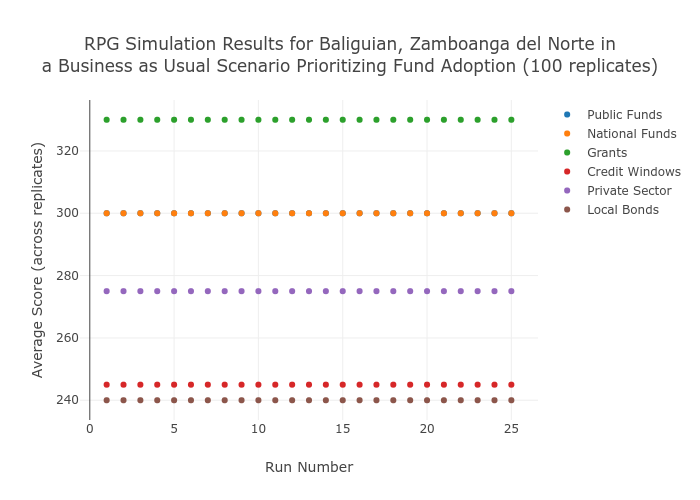 RPG Simulation Results for Baliguian, Zamboanga del Norte in
a Business as Usual Scenario Prioritizing Fund Adoption (100 replicates)
Average Score (across replicates)
320
300
280
260
240
0
5
10
15
20
25
Run Number
Public Funds
National Funds
Grants
Credit Windows
Private Sector
Local Bonds